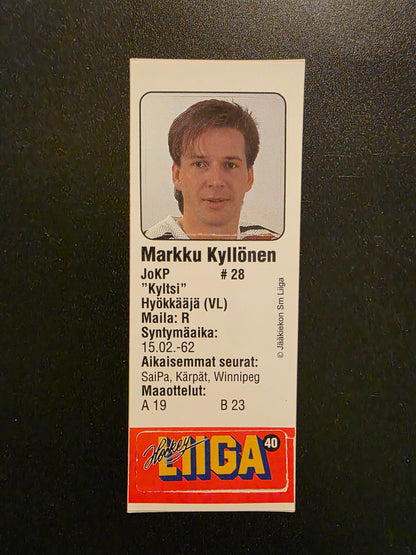 Markku Kyllönen
JoKP # 28
"Kyltsi"
Hyökkääjä (VL)
Maila: R
Syntymäaika:
15.02.-62
Aikaisemmat seurat:
SaiPa, Kärpät, Winnipeg
Maaottelut:
A 19 B 23
© Jääkiekon Sm Liiga
Hockey
LIIGA 40